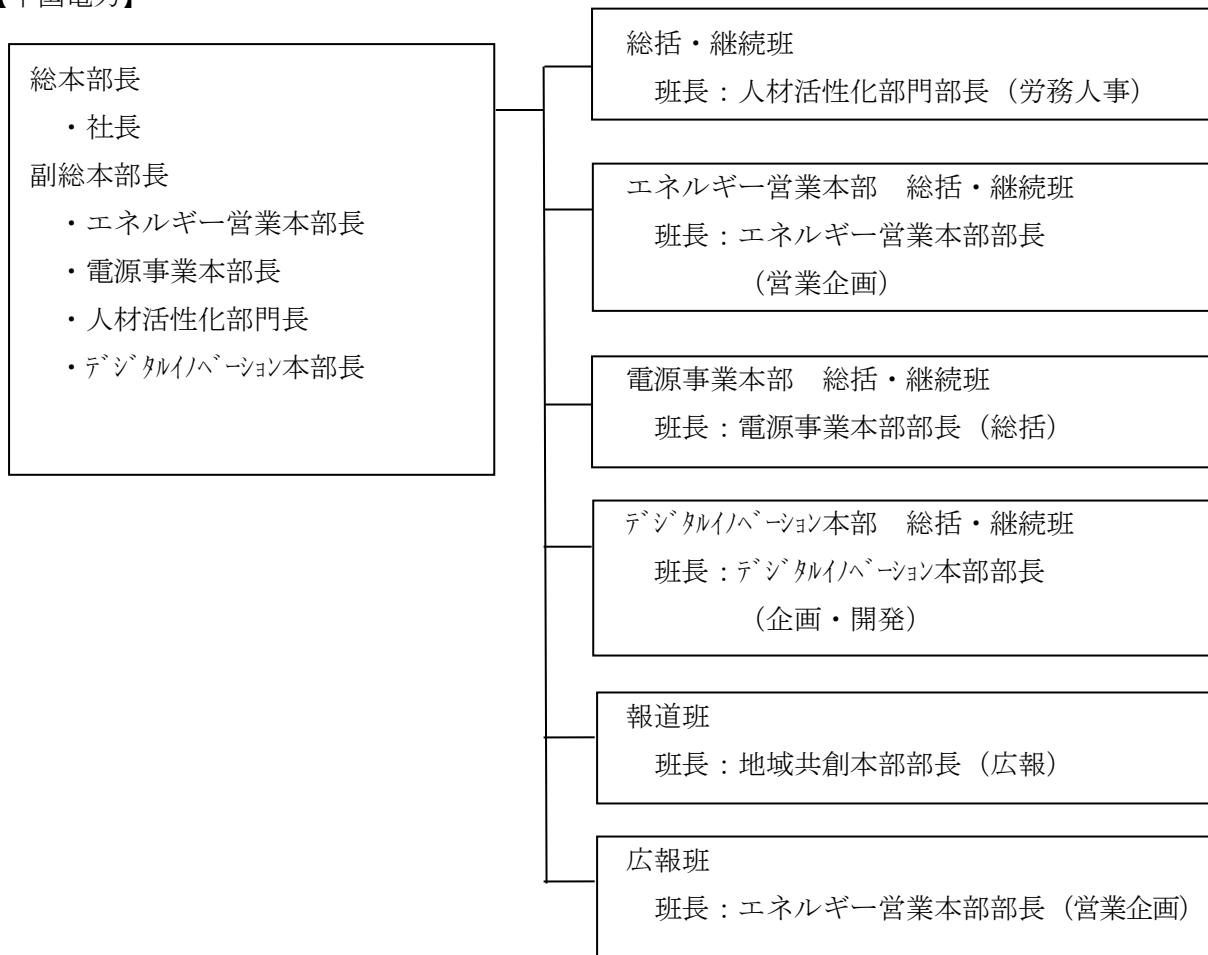 総本部長
・社長
副総本部長
・エネルギー営業本部長
・電源事業本部長
・人材活性化部門長
・ﾃﾞｼﾞﾀﾙｲﾉﾍﾞｰｼｮﾝ本部長
総括・継続班
班長：人材活性化部門部長（労務人事）
エネルギー営業本部　総括・継続班
班長：エネルギー営業本部部長
（営業企画）
電源事業本部　総括・継続班
班長：電源事業本部部長（総括）
ﾃﾞｼﾞﾀﾙｲﾉﾍﾞｰｼｮﾝ本部　総括・継続班
班長：ﾃﾞｼﾞﾀﾙｲﾉﾍﾞｰｼｮﾝ本部部長
（企画・開発）
報道班
班長：地域共創本部部長（広報）
広報班
班長：エネルギー営業本部部長（営業企画）